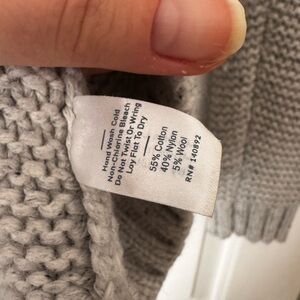 Hand Wash Cold
Non-Chlorine Bleach
Do Not Twist Or Wring
Lay Flat To Dry
55% Cotton
40% Nylon
5% Wool
RN# 140892